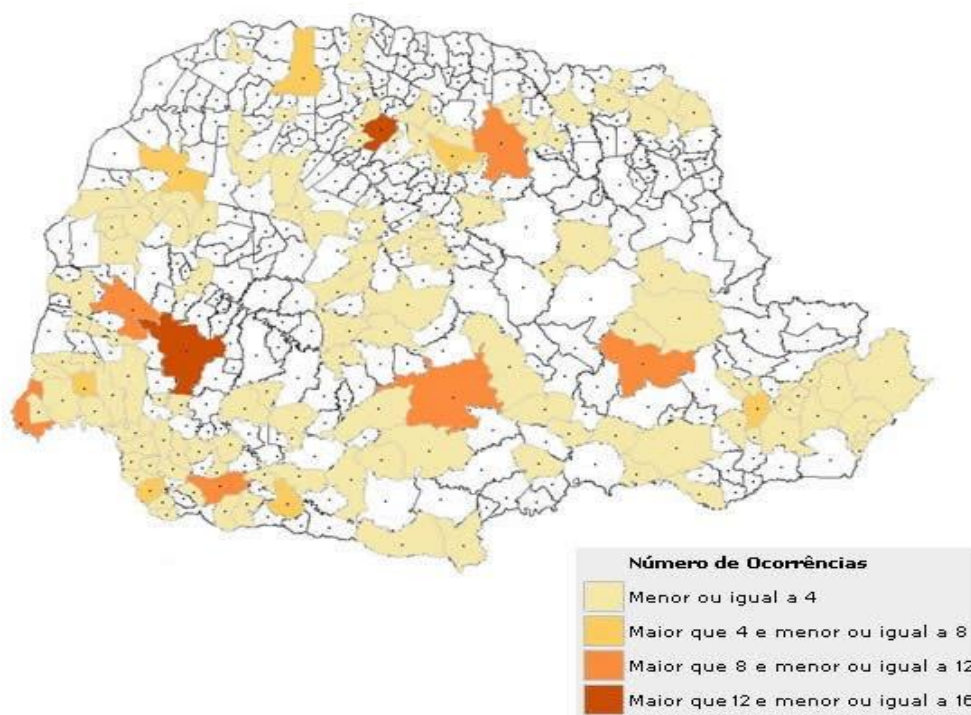 Número de Ocorrências
Menor ou igual a 4
Maior que 4 e menor ou igual a 8
Maior que 8 e menor ou igual a 12
Maior que 12 e menor ou igual a 16